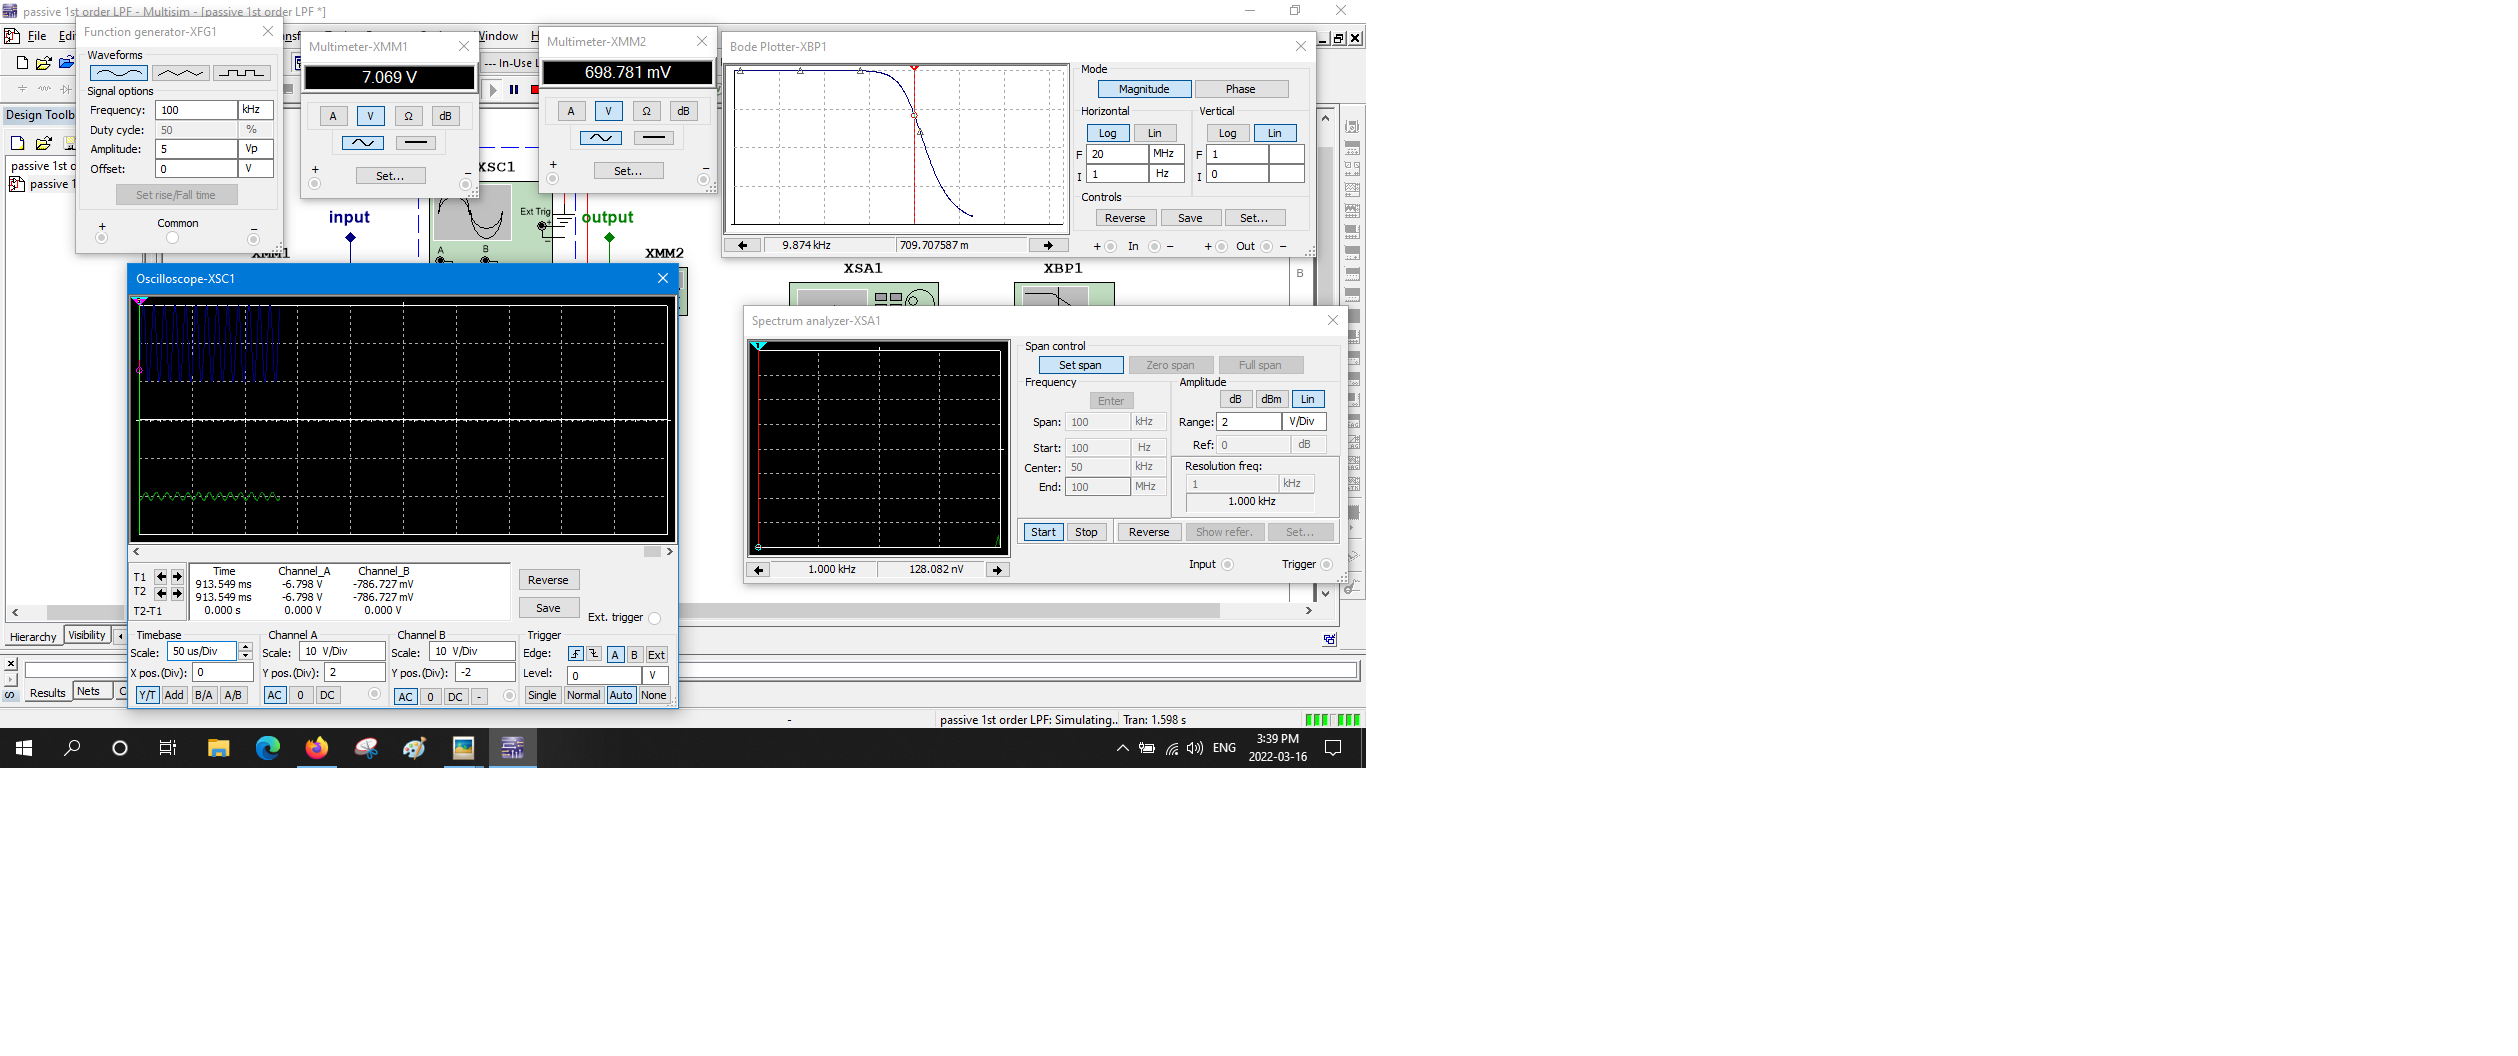 passive 1st order LPF - Multisim - [passive 1st order LPF *]
File
Window
Function generator-XFG1
Waveforms
Signal options
Frequency: 100 kHz
Duty cycle: 50 %
Amplitude: 5 Vp
Offset: 0 V
Set rise/Fall time
+ Common −
Multimeter-XMM1
7.069 V
A V Ω dB
Set...
+ −
Multimeter-XMM2
698.781 mV
A V Ω dB
Set...
+ −
--- In-Use L
Design Toolb
passive 1st o
passive 1
XSC1
Ext Trig
+
−
A B
input
output
XMM1
XMM2
XSA1
XBP1
B
Bode Plotter-XBP1
Mode
Magnitude Phase
Horizontal Vertical
Log Lin Log Lin
F 20 MHz F 1
I 1 Hz I 0
Controls
Reverse Save Set...
9.874 kHz 709.707587 m
+ In − + Out −
Oscilloscope-XSC1
Time Channel_A Channel_B
T1 913.549 ms -6.798 V -786.727 mV
T2 913.549 ms -6.798 V -786.727 mV
T2-T1 0.000 s 0.000 V 0.000 V
Reverse
Save
Ext. trigger
Timebase Channel A Channel B Trigger
Scale: 50 us/Div Scale: 10 V/Div Scale: 10 V/Div Edge: A B Ext
X pos.(Div): 0 Y pos.(Div): 2 Y pos.(Div): -2 Level: 0 V
Y/T Add B/A A/B AC 0 DC AC 0 DC - Single Normal Auto None
Spectrum analyzer-XSA1
Span control
Set span Zero span Full span
Frequency Amplitude
Enter dB dBm Lin
Span: 100 kHz Range: 2 V/Div
Start: 100 Hz Ref: 0 dB
Center: 50 kHz Resolution freq:
End: 100 MHz 1 kHz
1.000 kHz
Start Stop Reverse Show refer. Set...
1.000 kHz 128.082 nV
Input Trigger
Hierarchy Visibility
Results Nets
passive 1st order LPF: Simulating.. Tran: 1.598 s
ENG
3:39 PM
2022-03-16